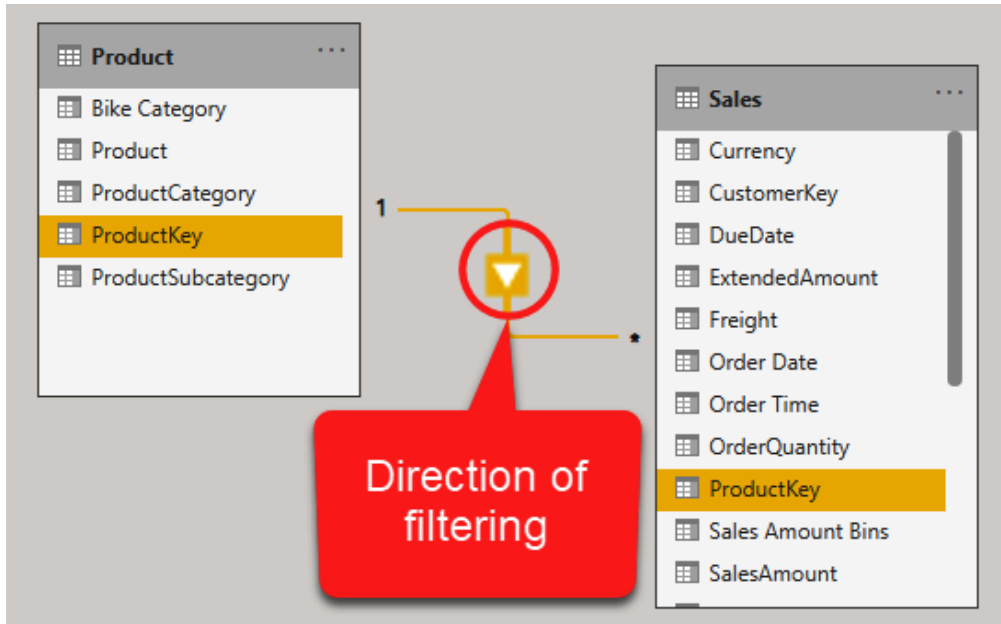 Product
Bike Category
Product
ProductCategory
ProductKey
ProductSubcategory
1
*
Direction of
filtering
Sales
Currency
CustomerKey
DueDate
ExtendedAmount
Freight
Order Date
Order Time
OrderQuantity
ProductKey
Sales Amount Bins
SalesAmount